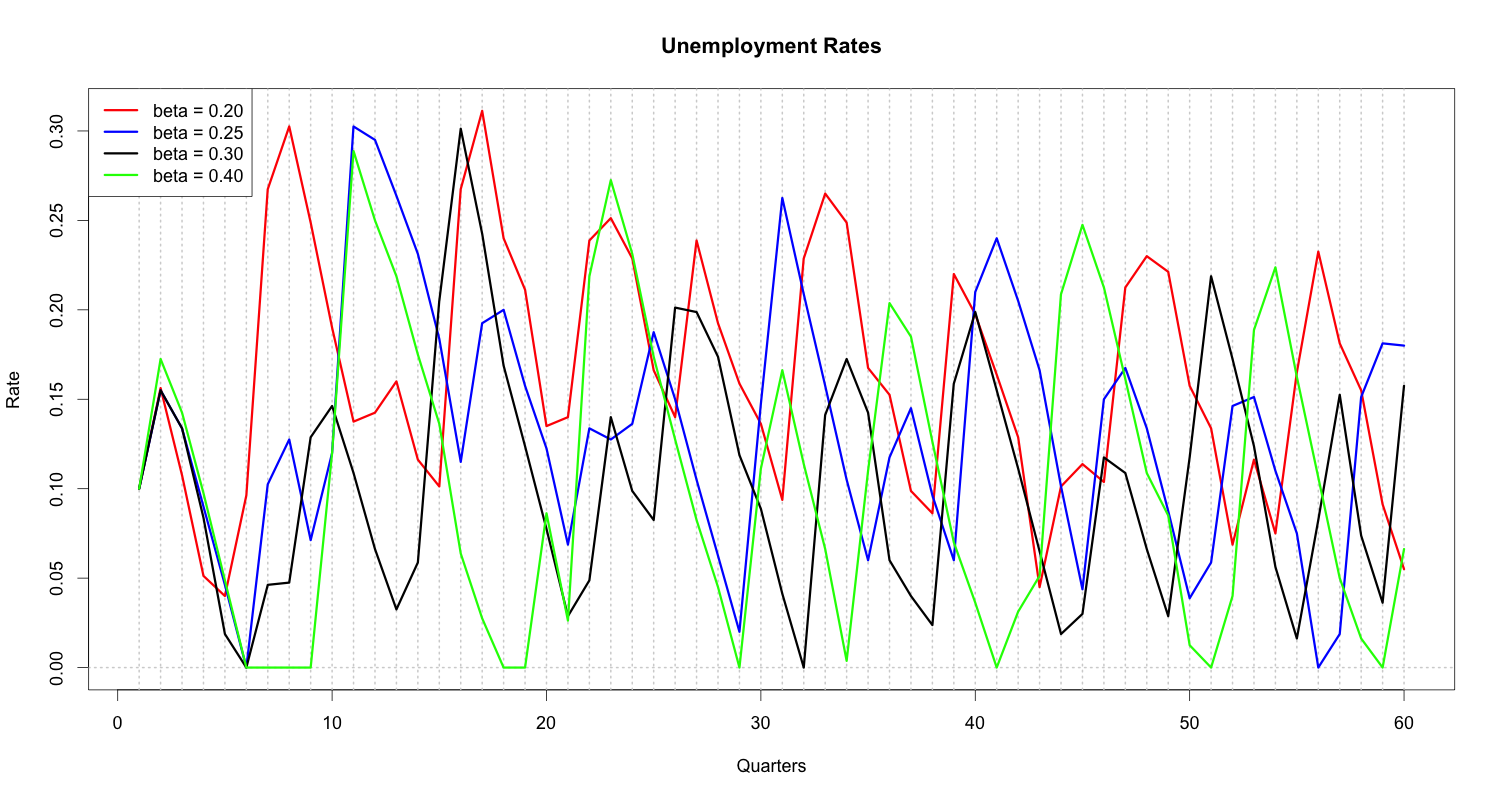 Unemployment Rates
beta = 0.20
beta = 0.25
beta = 0.30
beta = 0.40
Rate
0.30
0.25
0.20
0.15
0.10
0.05
0.00
0 10 20 30 40 50 60
Quarters